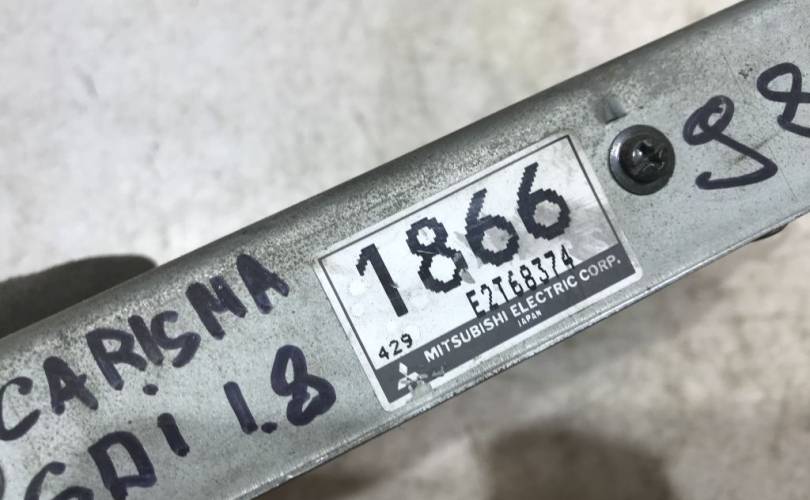 1866
E2T68374
429
MITSUBISHI ELECTRIC CORP.
JAPAN
CARISMA
GDi 1.8
98